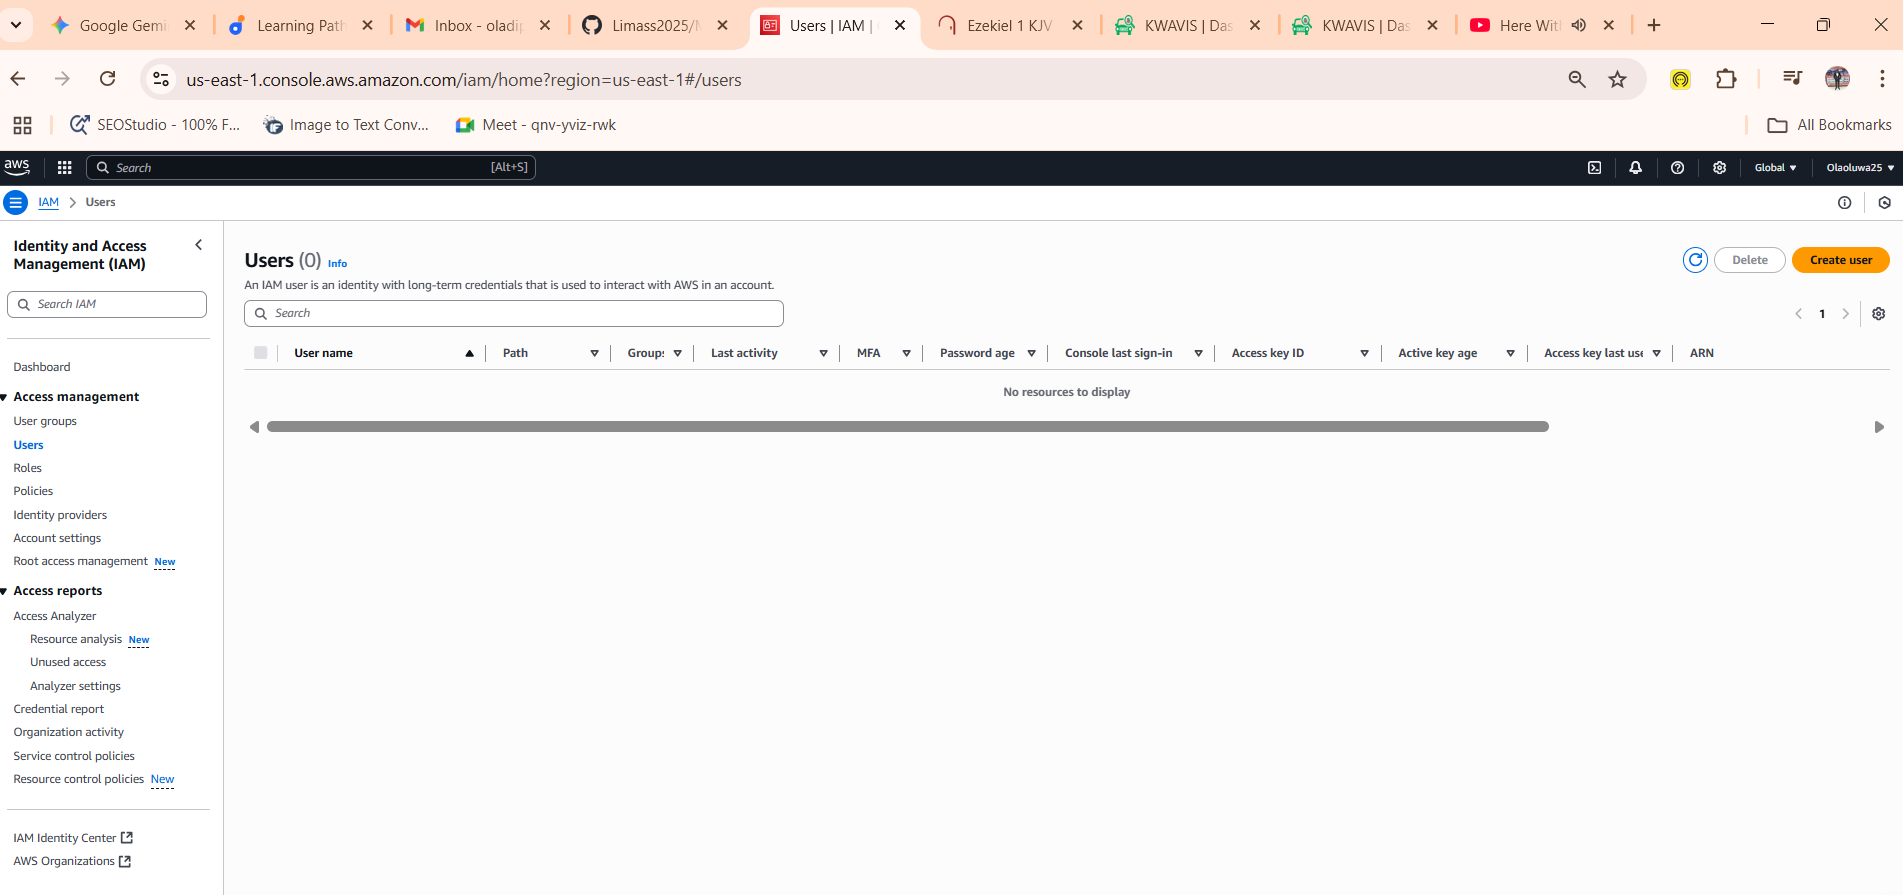 Google Gemi
Learning Path
Inbox - oladip
Limass2025/M
Users | IAM |
Ezekiel 1 KJV
KWAVIS | Das
KWAVIS | Das
Here With
us-east-1.console.aws.amazon.com/iam/home?region=us-east-1#/users
SEOStudio - 100% F...
Image to Text Conv...
Meet - qnv-yviz-rwk
All Bookmarks
aws
Search
[Alt+S]
Global
Olaoluwa25
IAM
Users
Identity and Access
Management (IAM)
Search IAM
Dashboard
Access management
User groups
Users
Roles
Policies
Identity providers
Account settings
Root access management New
Access reports
Access Analyzer
Resource analysis New
Unused access
Analyzer settings
Credential report
Organization activity
Service control policies
Resource control policies New
IAM Identity Center
AWS Organizations
Users (0) Info
Delete
Create user
An IAM user is an identity with long-term credentials that is used to interact with AWS in an account.
Search
1
User name
Path
Group
Last activity
MFA
Password age
Console last sign-in
Access key ID
Active key age
Access key last use
ARN
No resources to display